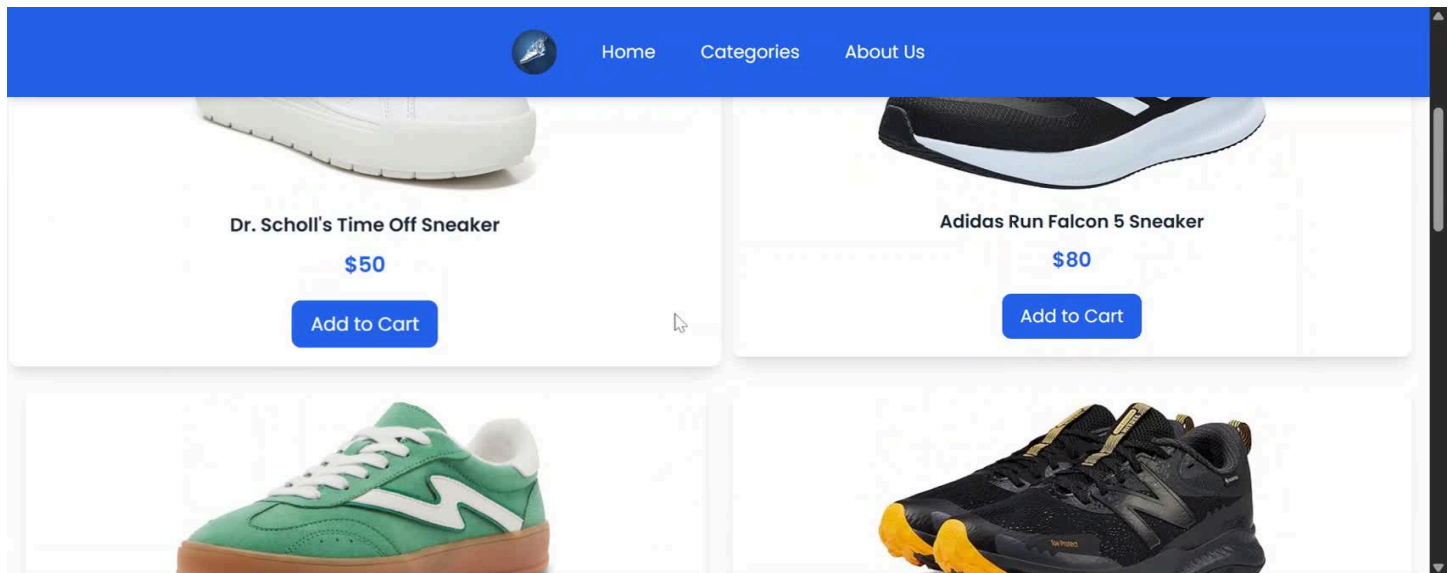 Home Categories About Us
Dr. Scholl's Time Off Sneaker
$50
Add to Cart
Adidas Run Falcon 5 Sneaker
$80
Add to Cart